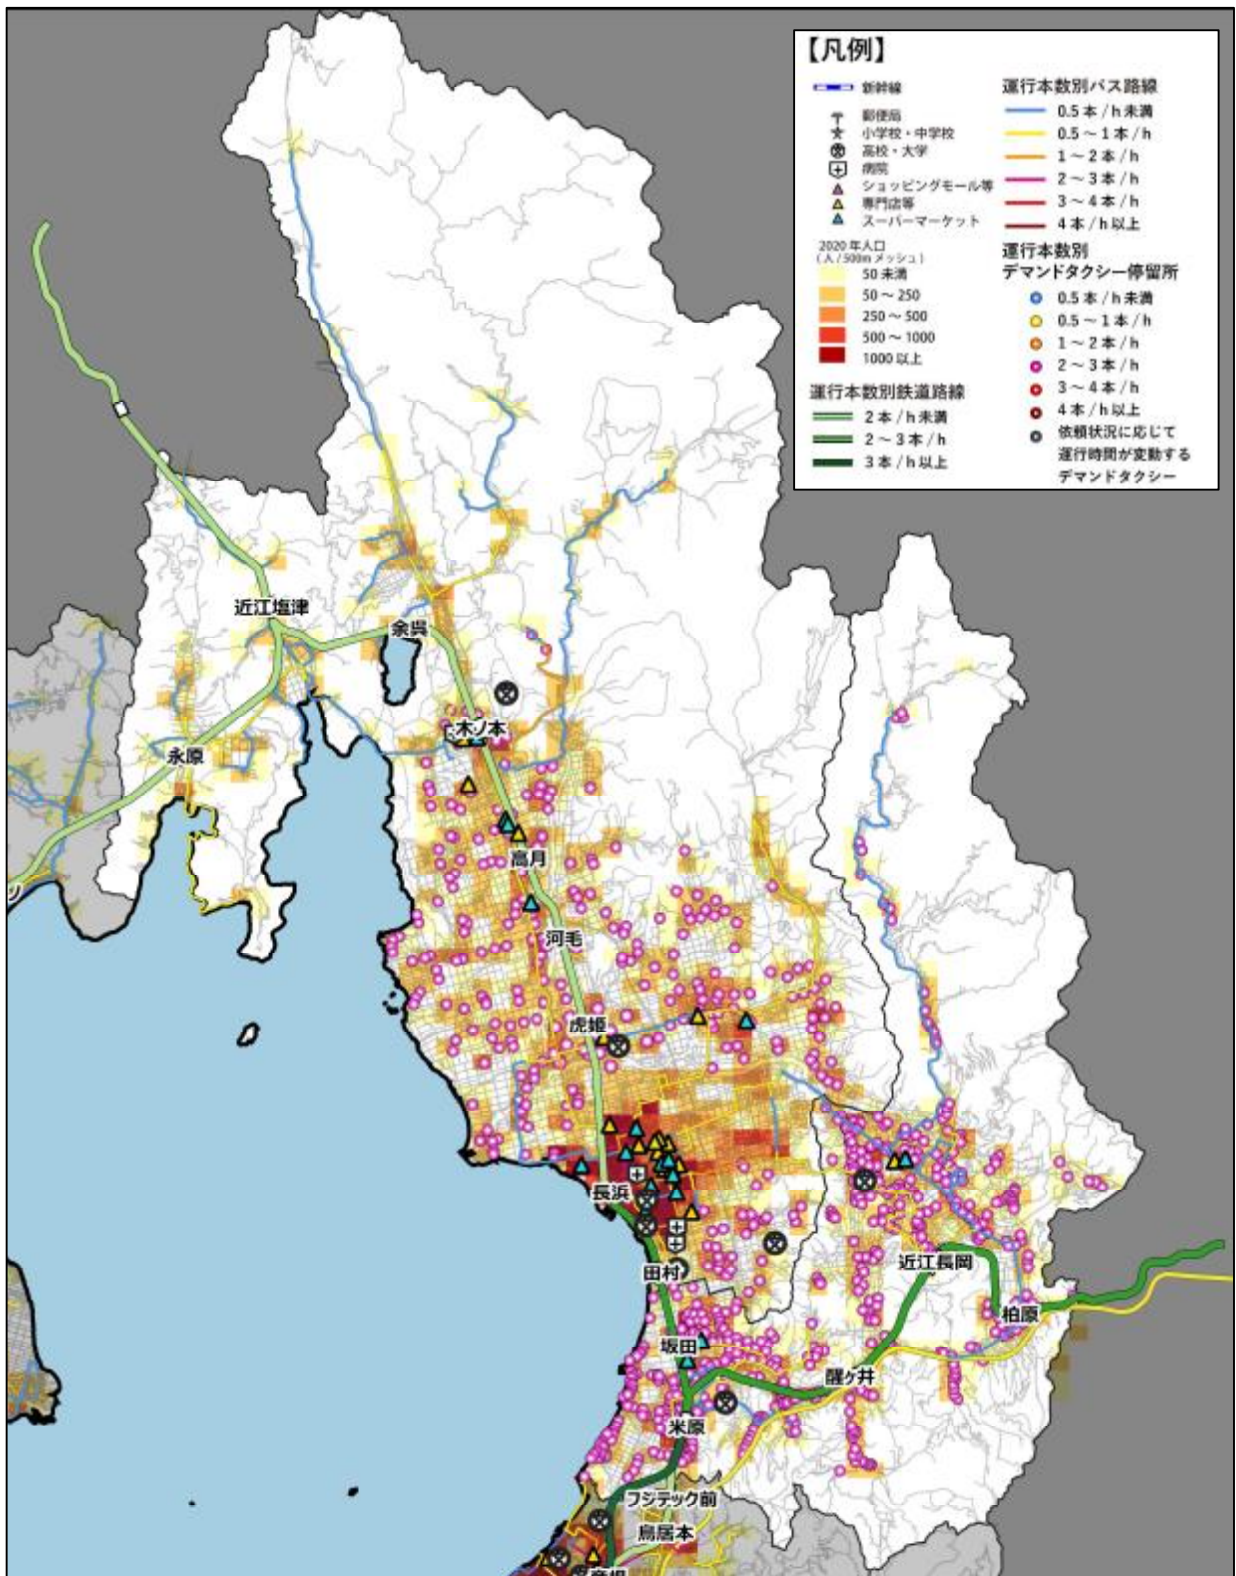 【凡例】
新幹線
郵便局
小学校・中学校
高校・大学
病院
ショッピングモール等
専門店等
スーパーマーケット
2020年人口
(人/500mメッシュ)
50未満
50～250
250～500
500～1000
1000以上
運行本数別鉄道路線
2本/h未満
2～3本/h
3本/h以上
運行本数別バス路線
0.5本/h未満
0.5～1本/h
1～2本/h
2～3本/h
3～4本/h
4本/h以上
運行本数別
デマンドタクシー停留所
0.5本/h未満
0.5～1本/h
1～2本/h
2～3本/h
3～4本/h
4本/h以上
依頼状況に応じて
運行時間が変動する
デマンドタクシー
近江塩津
余呉
木ノ本
永原
高月
河毛
虎姫
長浜
田村
近江長岡
柏原
坂田
醒ヶ井
米原
フジテック前
鳥居本